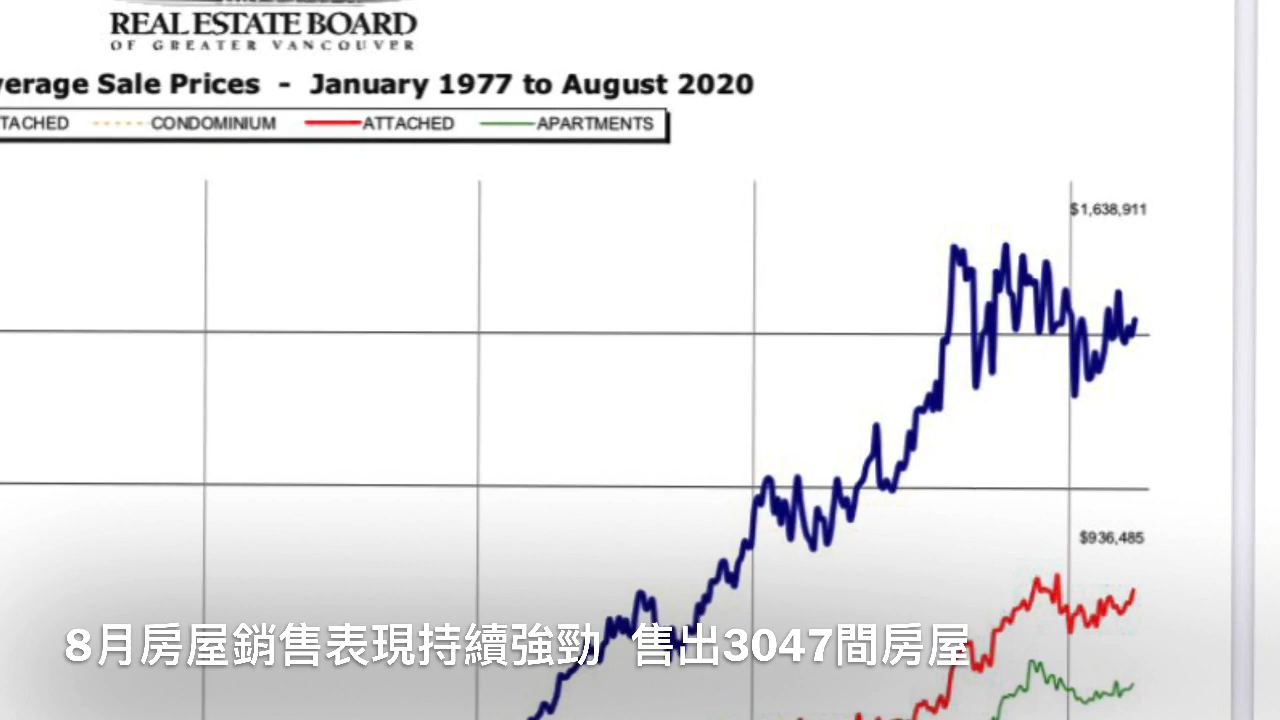 REAL ESTATE BOARD
OF GREATER VANCOUVER
verage Sale Prices - January 1977 to August 2020
TACHED CONDOMINIUM ATTACHED APARTMENTS
$1,638,911
$936,485
8月房屋銷售表現持續強勁 售出3047間房屋